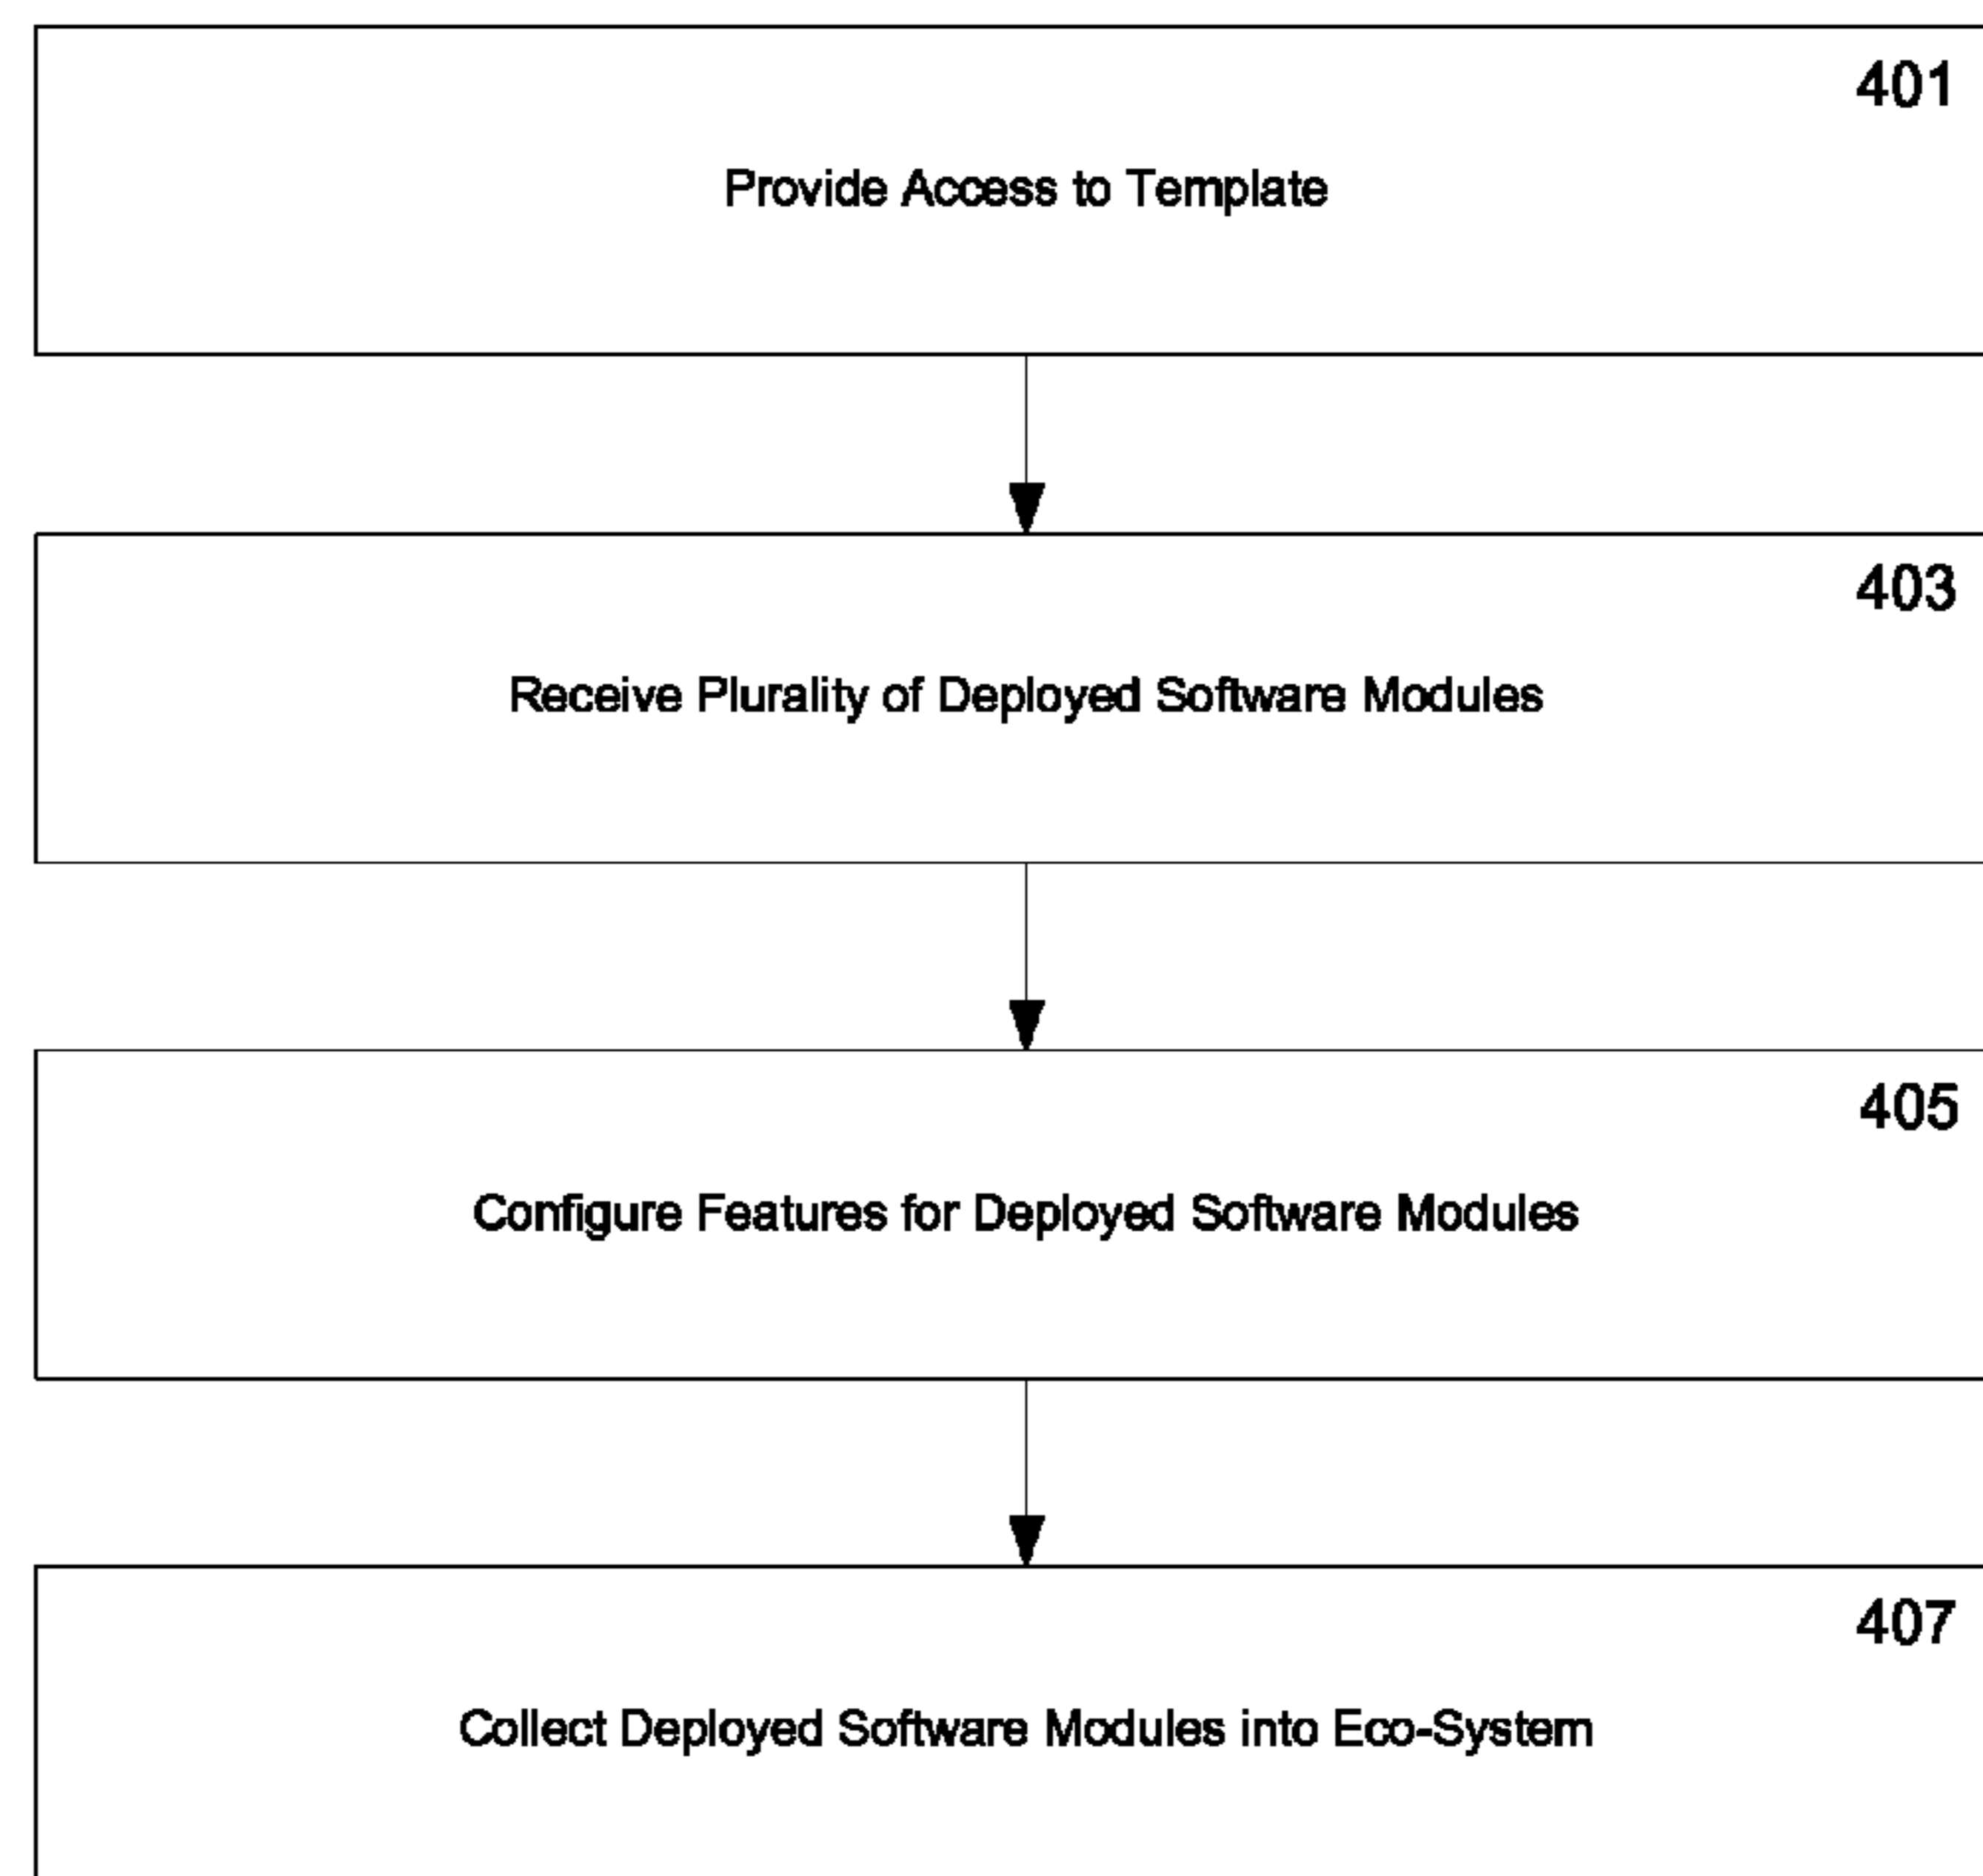 401
Provide Access to Template
403
Receive Plurality of Deployed Software Modules
405
Configure Features for Deployed Software Modules
407
Collect Deployed Software Modules into Eco-System